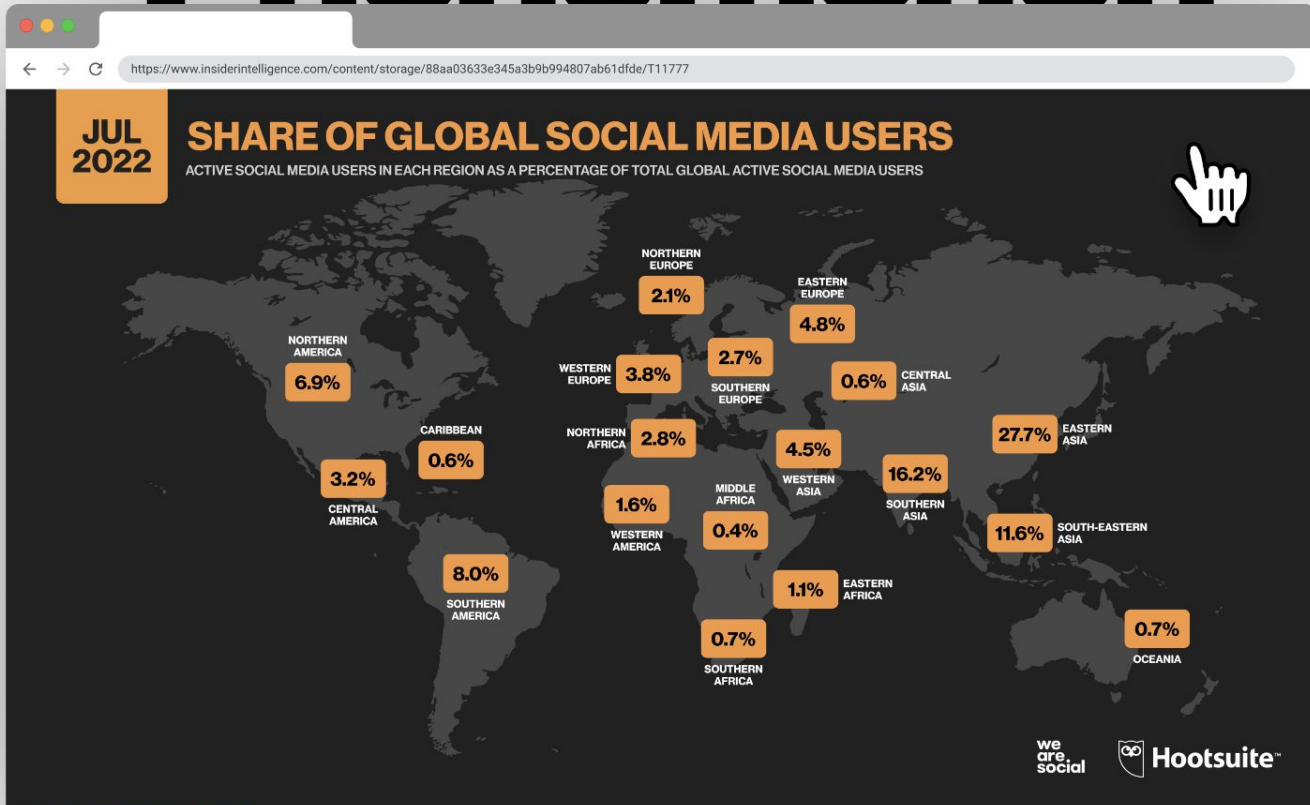 https://www.insiderintelligence.com/content/storage/88aa03633e345a3b9b994807ab61dfde/T11777
JUL
2022
SHARE OF GLOBAL SOCIAL MEDIA USERS
ACTIVE SOCIAL MEDIA USERS IN EACH REGION AS A PERCENTAGE OF TOTAL GLOBAL ACTIVE SOCIAL MEDIA USERS
NORTHERN
EUROPE
2.1%
EASTERN
EUROPE
4.8%
NORTHERN
AMERICA
6.9%
WESTERN
EUROPE
3.8%
2.7%
SOUTHERN
EUROPE
0.6%
CENTRAL
ASIA
CARIBBEAN
0.6%
NORTHERN
AFRICA
2.8%
4.5%
WESTERN
ASIA
27.7%
EASTERN
ASIA
3.2%
CENTRAL
AMERICA
1.6%
WESTERN
AMERICA
MIDDLE
AFRICA
0.4%
16.2%
SOUTHERN
ASIA
11.6%
SOUTH-EASTERN
ASIA
8.0%
SOUTHERN
AMERICA
1.1%
EASTERN
AFRICA
0.7%
SOUTHERN
AFRICA
0.7%
OCEANIA
we
are.
social
Hootsuite™